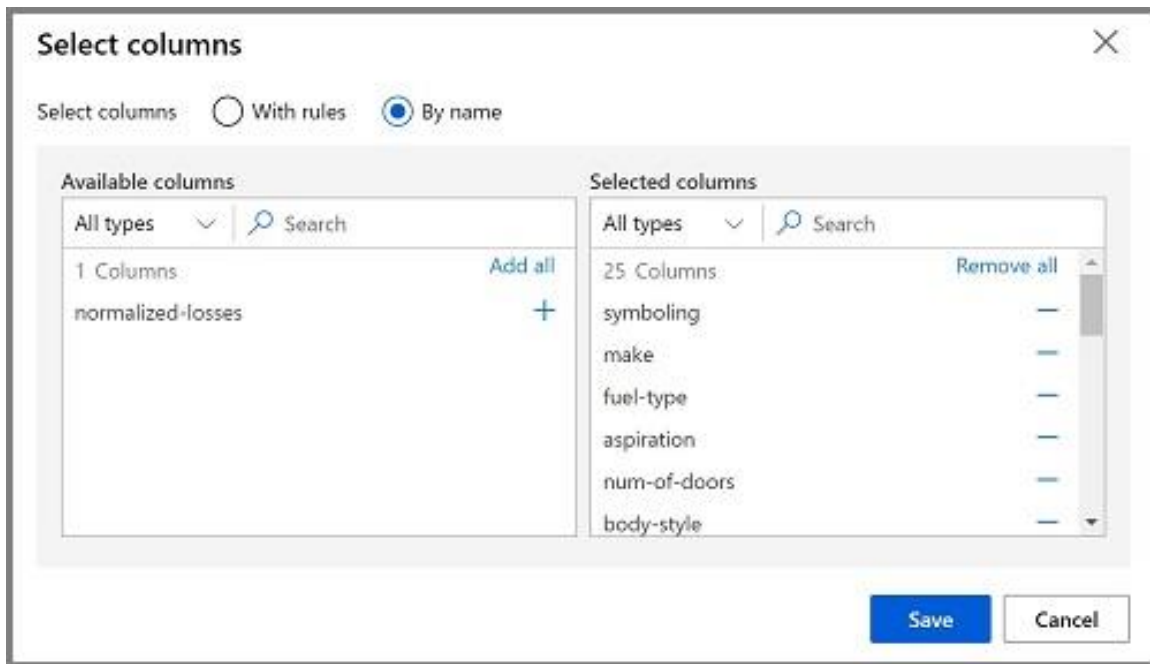 Select columns
Select columns With rules By name
Available columns
All types Search
1 Columns Add all
normalized-losses
Selected columns
All types Search
25 Columns Remove all
symboling
make
fuel-type
aspiration
num-of-doors
body-style
Save Cancel